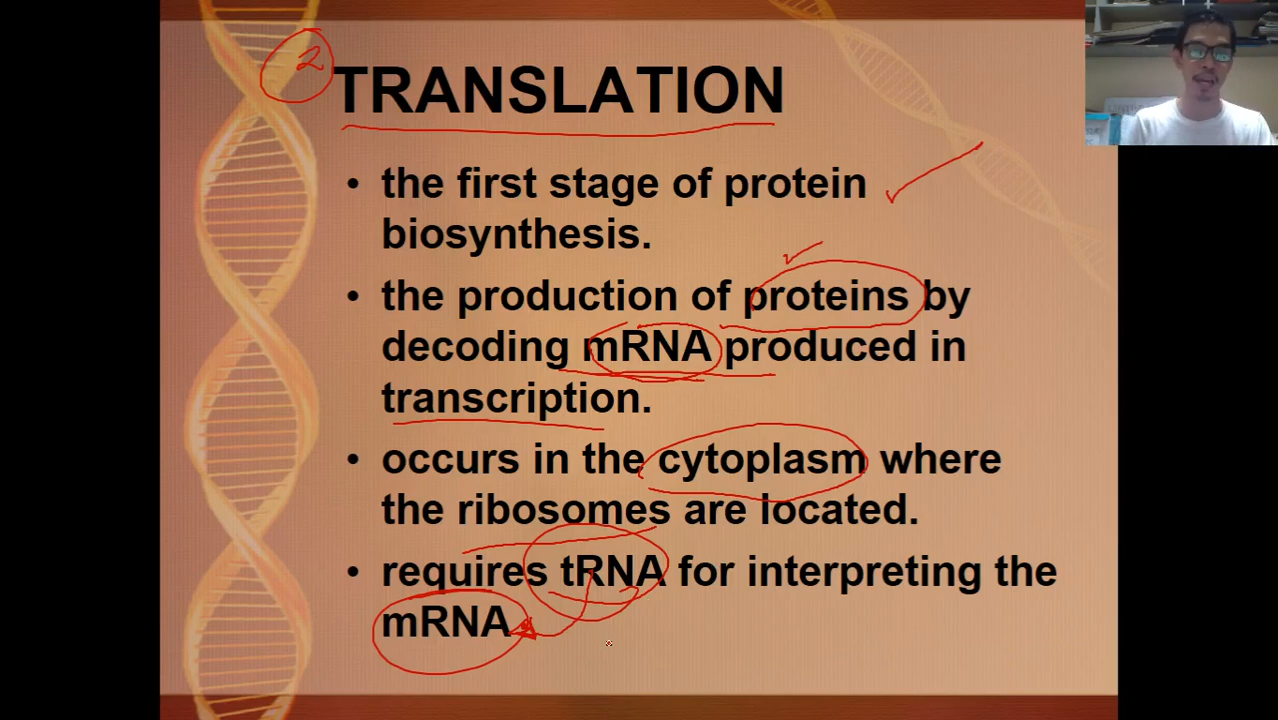 2
TRANSLATION
• the first stage of protein
biosynthesis.
• the production of proteins by
decoding mRNA produced in
transcription.
• occurs in the cytoplasm where
the ribosomes are located.
• requires tRNA for interpreting the
mRNA